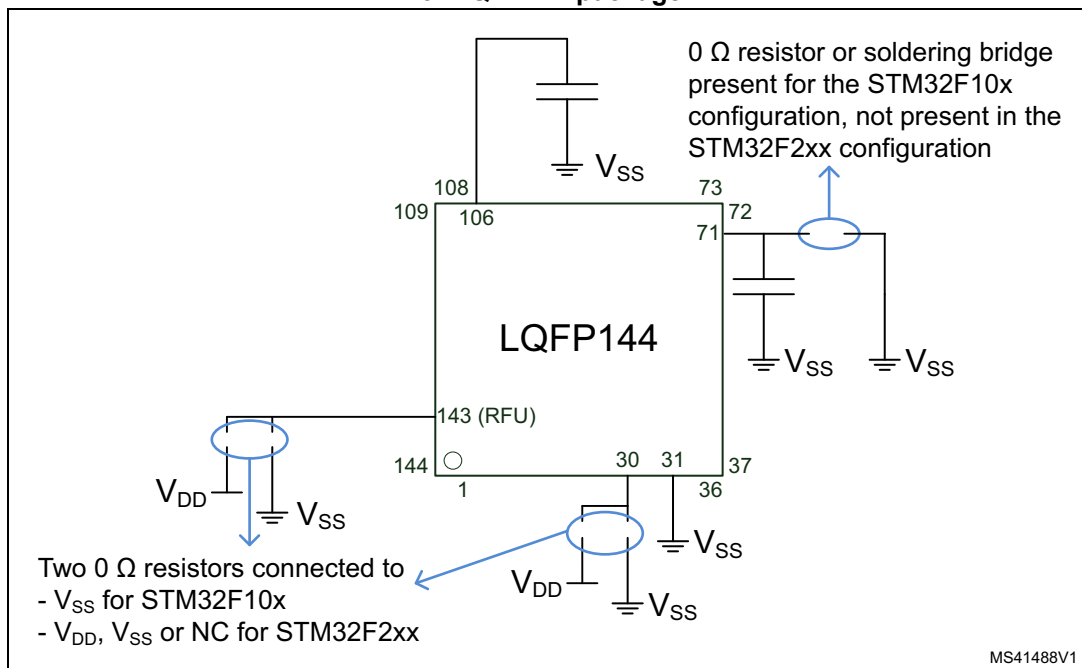 0 Ω resistor or soldering bridge
present for the STM32F10x
configuration, not present in the
STM32F2xx configuration
VSS
108
73
109
106
72
71
LQFP144
VSS
VSS
143 (RFU)
144
30
31
37
1
36
VDD
VSS
VSS
VDD
VSS
Two 0 Ω resistors connected to
- VSS for STM32F10x
- VDD, VSS or NC for STM32F2xx
MS41488V1